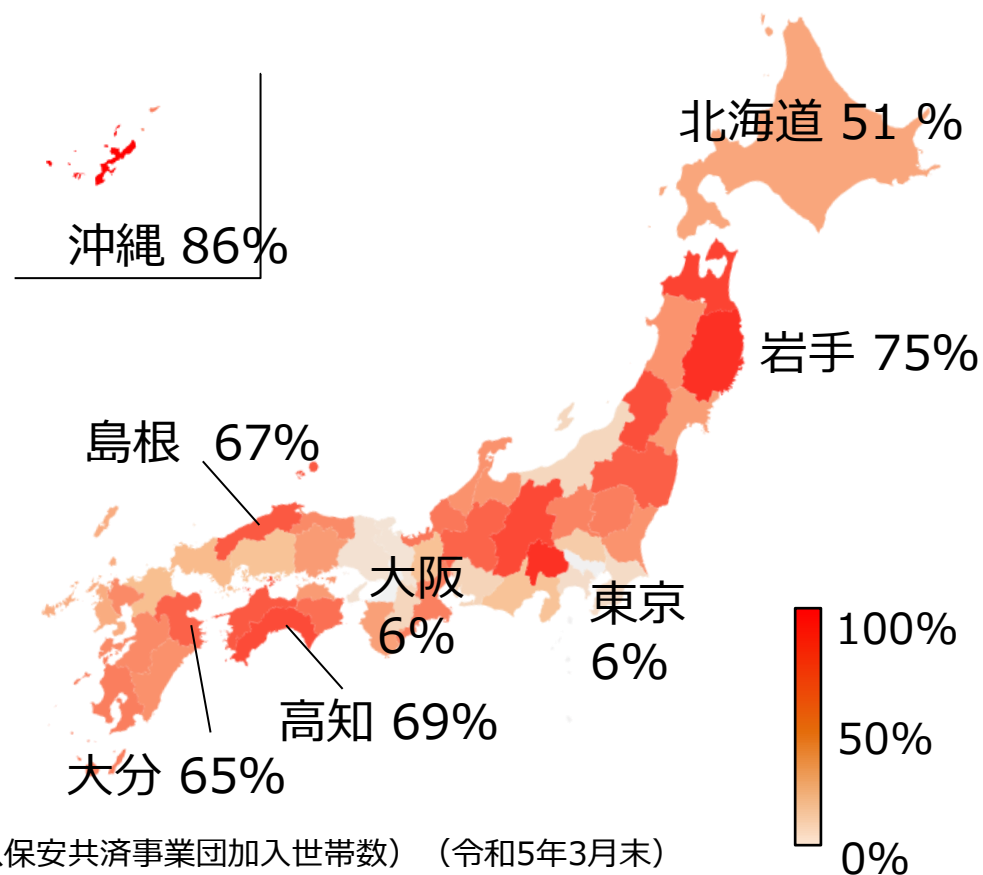 北海道 51 %
沖縄 86%
岩手 75%
島根 67%
大阪
6%
東京
6%
高知 69%
大分 65%
100%
50%
0%
保安共済事業団加入世帯数）（令和5年3月末）